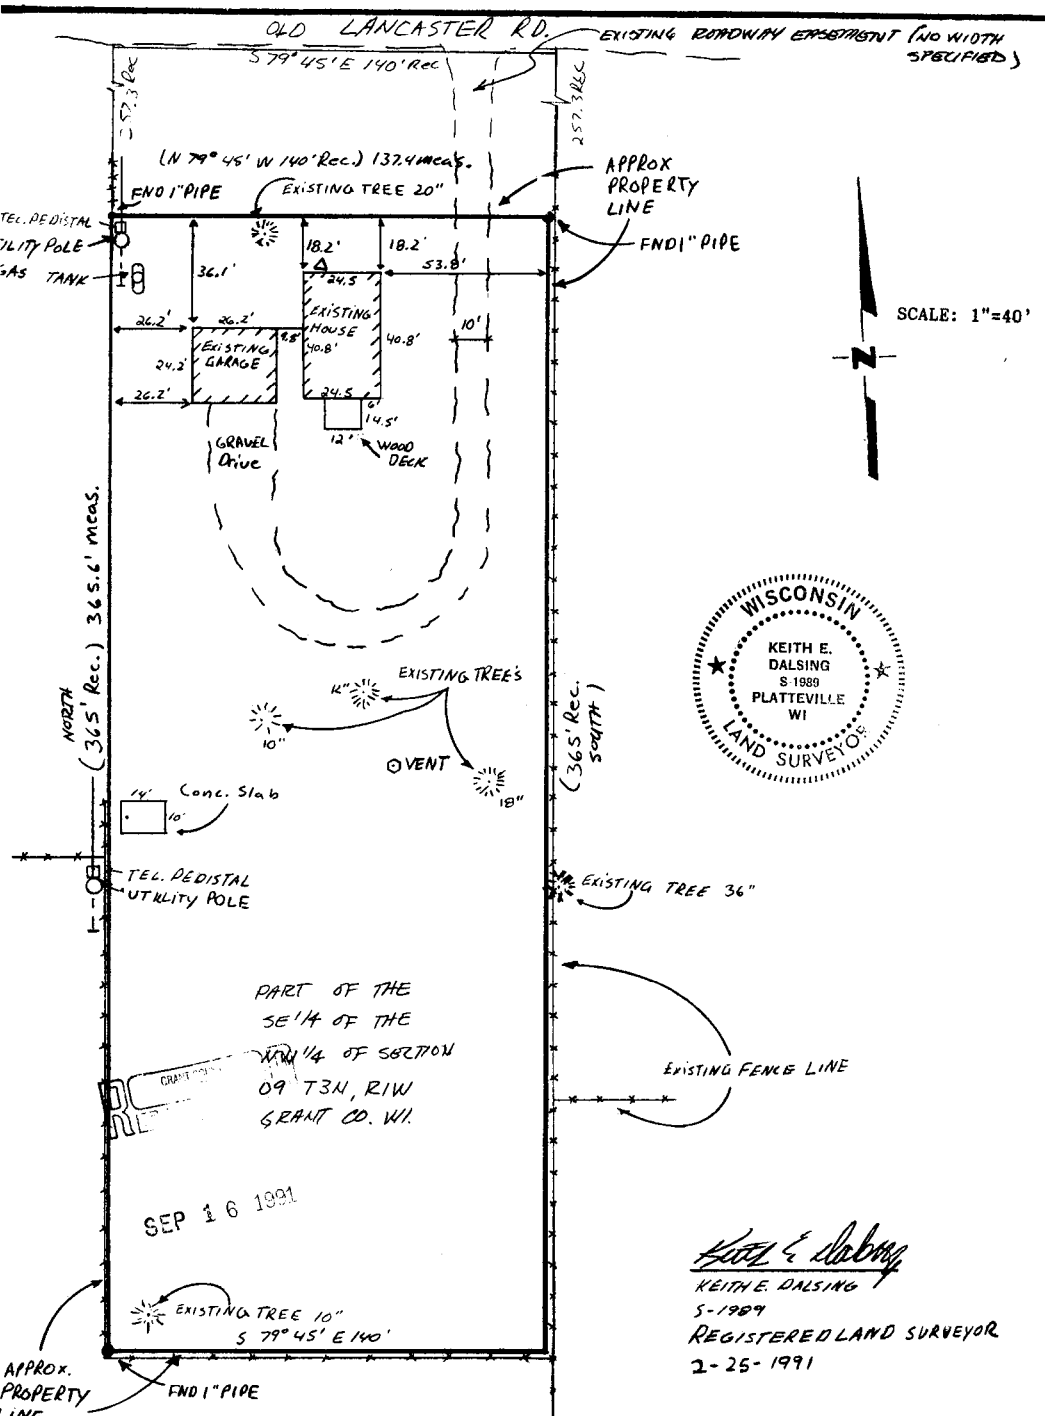 OLD LANCASTER RD.
EXISTING ROADWAY EASEMENT (NO WIDTH
SPECIFIED)
S 79° 45' E 140' Rec
257.3 Rec
257.3 REC
(N 79° 45' W 140' Rec.) 137.4 meas.
APPROX
PROPERTY
LINE
FND 1" PIPE
EXISTING TREE 20"
TEL. PEDISTAL
ILITY POLE
GAS TANK
FND 1" PIPE
18.2'
18.2'
53.8'
36.1'
24.5
EXISTING
HOUSE
40.8'
40.8'
10'
26.2'
26.2'
9.8'
EXISTING
GARAGE
24.2'
26.2'
24.5
6'
14.5'
12'
WOOD
DECK
GRAVEL
Drive
SCALE: 1"=40'
N
NORTH
(365' Rec.) 365.6' meas.
(365' Rec.
SOUTH)
WISCONSIN
KEITH E.
DALSING
S-1989
PLATTEVILLE
WI
LAND SURVEYOR
EXISTING TREE'S
12"
10"
VENT
18"
14'
Conc. Slab
10'
TEL. PEDISTAL
UTILITY POLE
EXISTING TREE 36"
PART OF THE
SE 1/4 OF THE
NW 1/4 OF SECTION
09 T3N, R1W
GRANT CO. WI.
EXISTING FENCE LINE
SEP 16 1991
EXISTING TREE 10"
S 79° 45' E 140'
APPROX.
PROPERTY
LINE
FND 1" PIPE
Keith E Dalsing
KEITH E. DALSING
S-1989
REGISTERED LAND SURVEYOR
2-25-1991